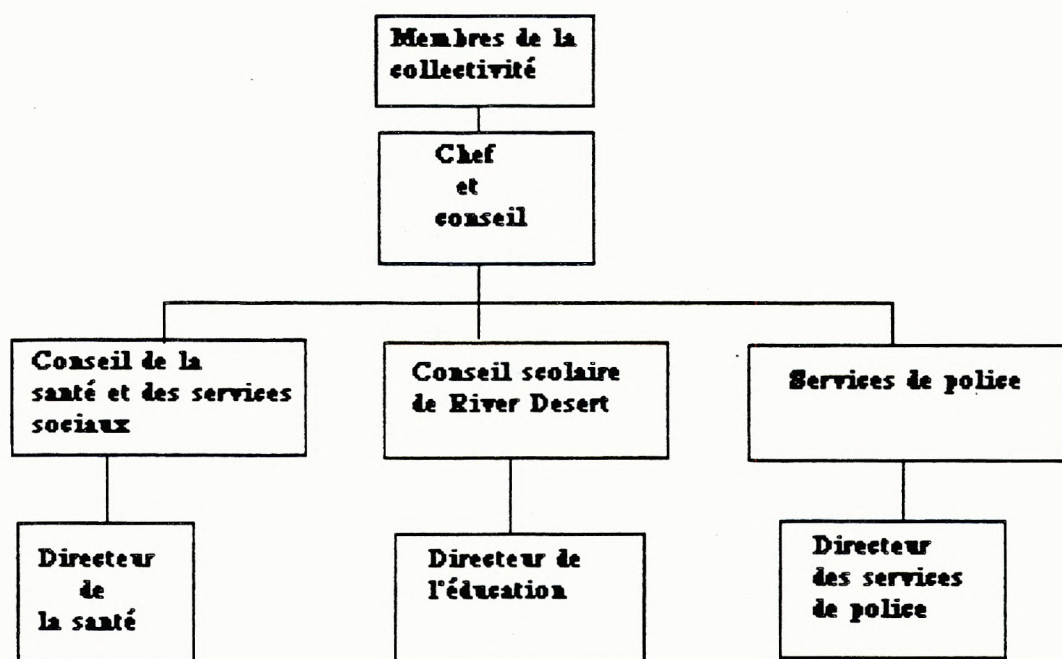 Membres de la
collectivité
Chef
et
conseil
Conseil de la
santé et des services
sociaux
Conseil scolaire
de River Desert
Services de police
Directeur
de
la santé
Directeur de
l'éducation
Directeur
des services
de police